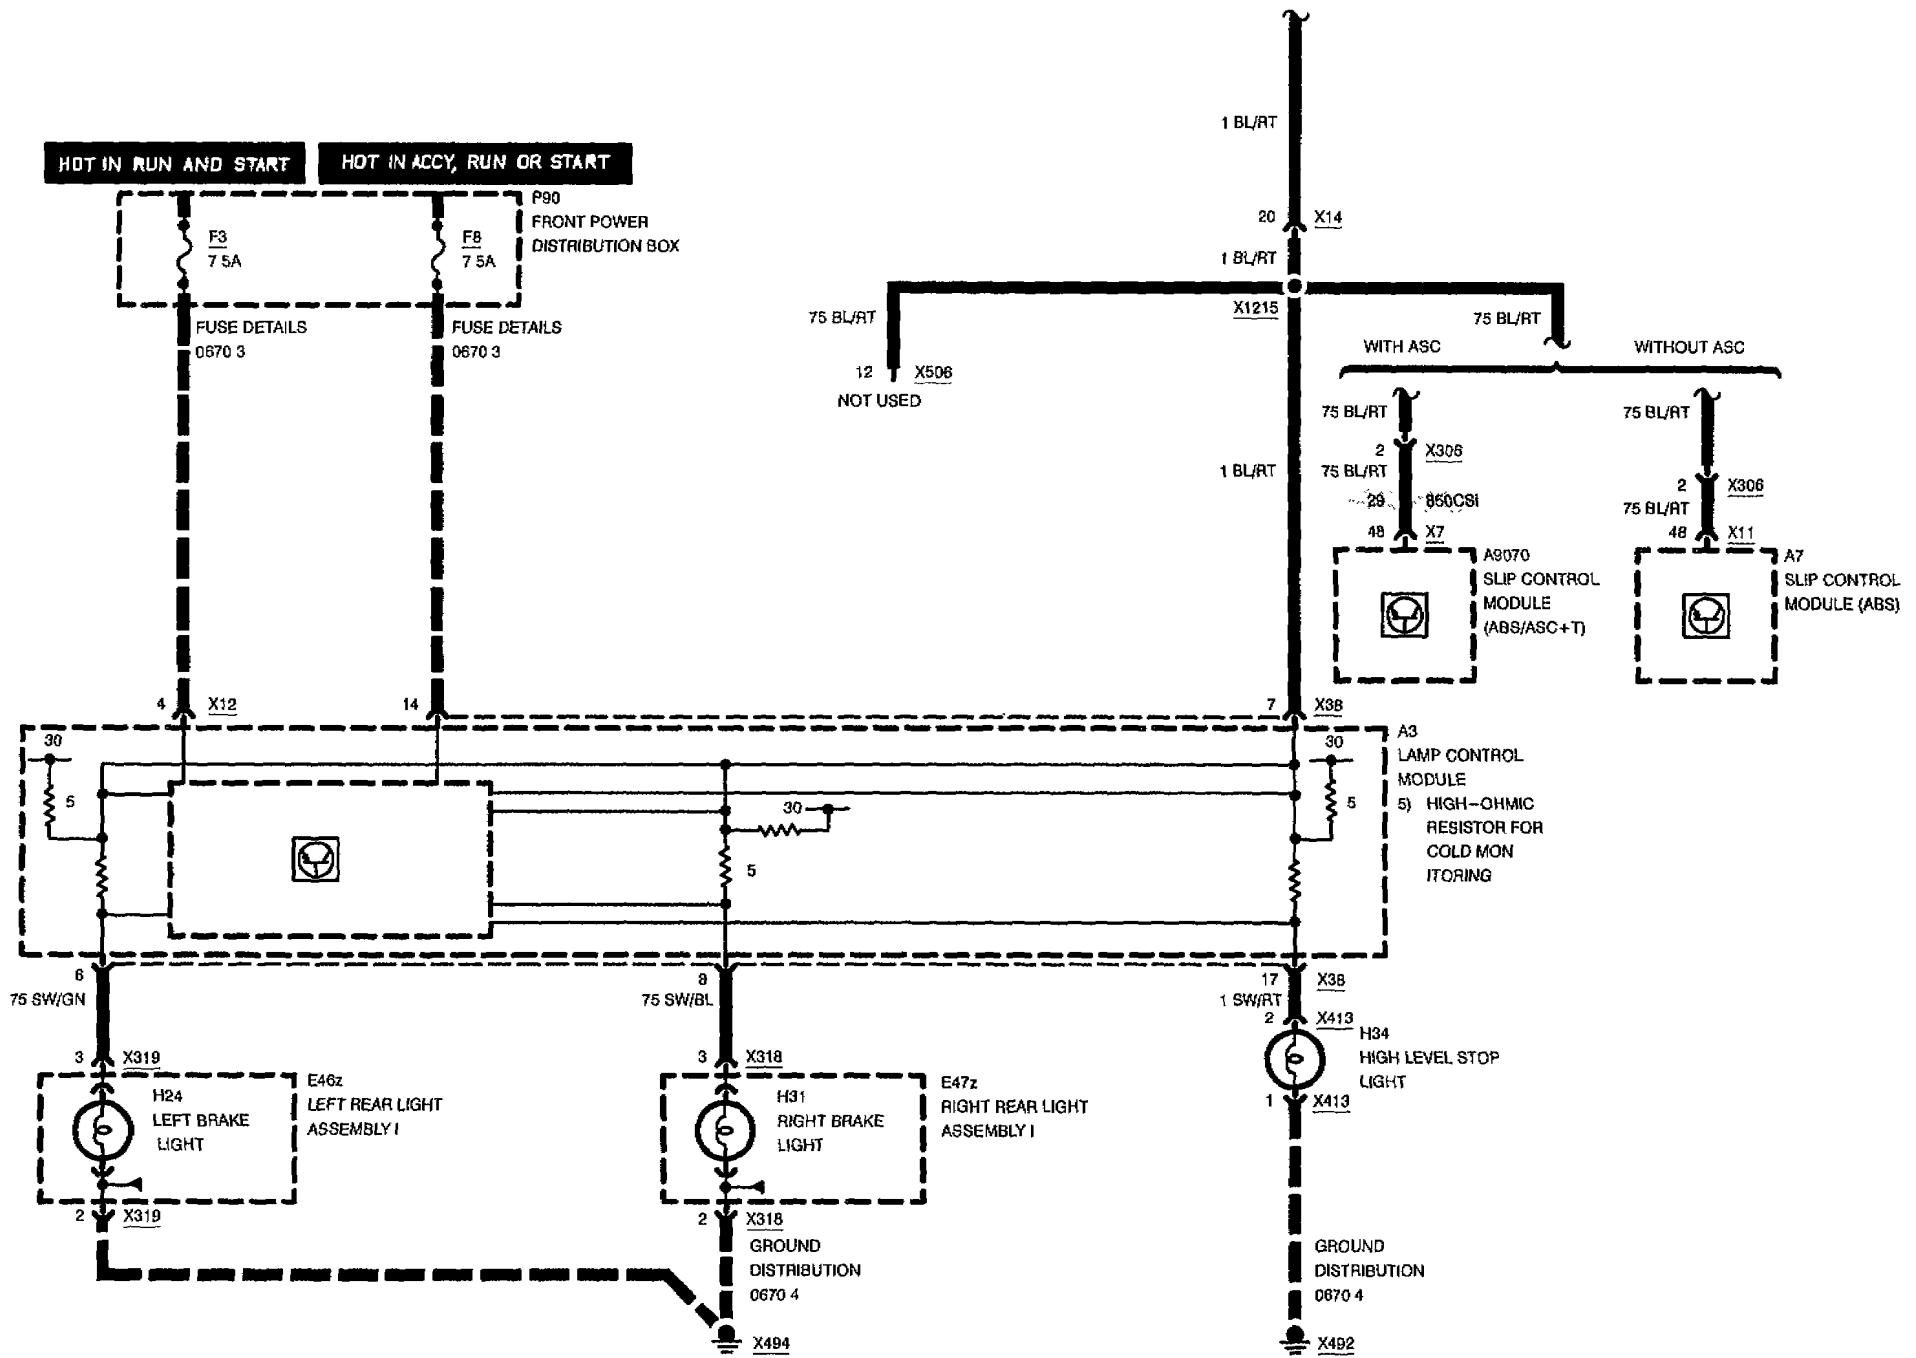 1 BL/RT
HOT IN RUN AND START
HOT IN ACCY, RUN OR START
P90
FRONT POWER
DISTRIBUTION BOX
F3
7 5A
F8
7 5A
FUSE DETAILS
0670 3
FUSE DETAILS
0670 3
20 X14
1 BL/RT
X1215
75 BL/RT
75 BL/RT
12 X506
NOT USED
WITH ASC
WITHOUT ASC
75 BL/RT
75 BL/RT
2 X306
75 BL/RT
1 BL/RT
29 850CSI
2 X306
75 BL/RT
48 X7
48 X11
A9070
SLIP CONTROL
MODULE
(ABS/ASC+T)
A7
SLIP CONTROL
MODULE (ABS)
4 X12
14
7 X38
A3
LAMP CONTROL
MODULE
5) HIGH-OHMIC
RESISTOR FOR
COLD MON
ITORING
30
5
30
5
30
5
6
75 SW/GN
8
75 SW/BL
17 X38
1 SW/RT
2 X413
H34
HIGH LEVEL STOP
LIGHT
1 X413
3 X319
E46z
LEFT REAR LIGHT
ASSEMBLY I
H24
LEFT BRAKE
LIGHT
2 X319
3 X318
E47z
RIGHT REAR LIGHT
ASSEMBLY I
H31
RIGHT BRAKE
LIGHT
2 X318
GROUND
DISTRIBUTION
0670 4
X494
GROUND
DISTRIBUTION
0670 4
X492